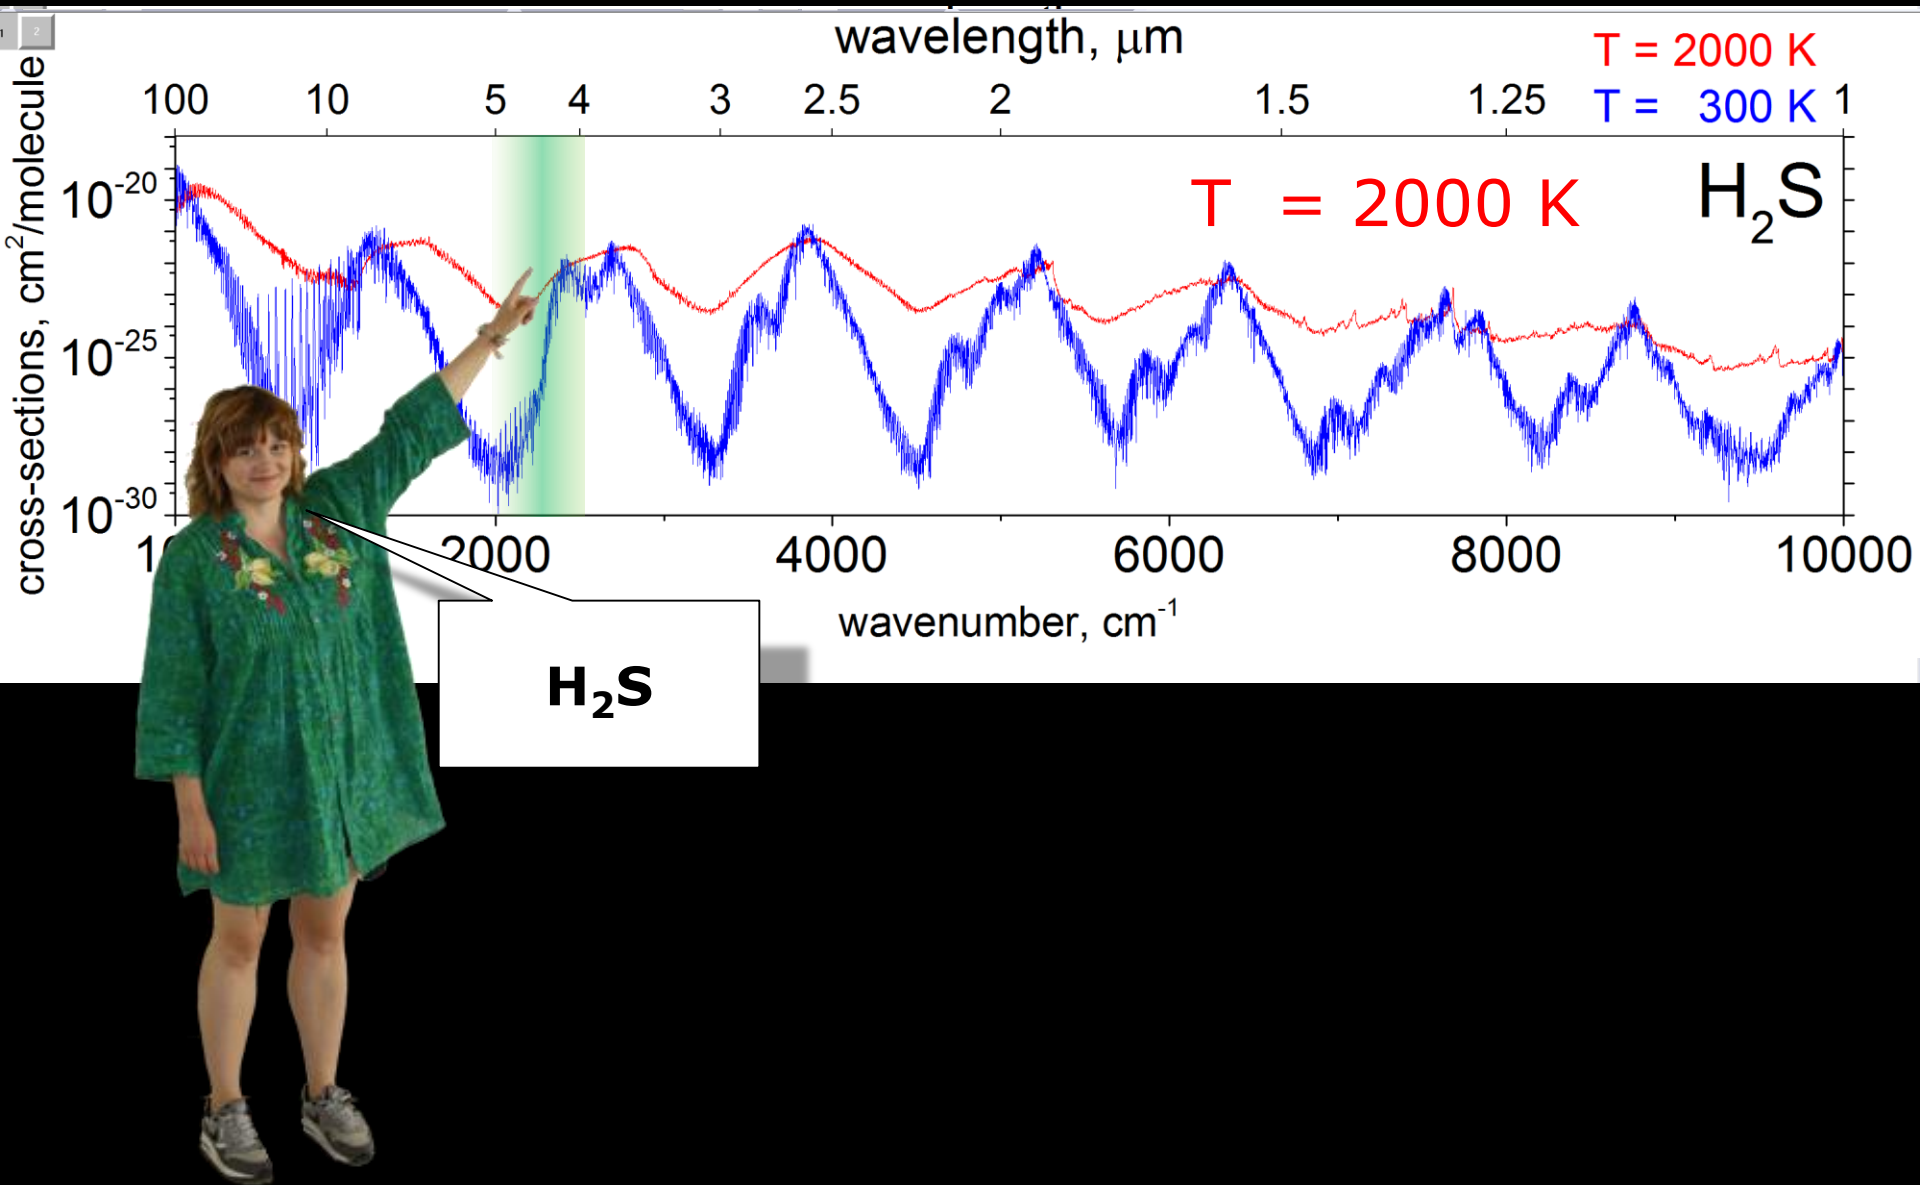 1 2
wavelength, μm
T = 2000 K
T = 300 K
100 10 5 4 3 2.5 2 1.5 1.25 1
cross-sections, cm²/molecule
10⁻²⁰
10⁻²⁵
10⁻³⁰
T = 2000 K
H₂S
2000 4000 6000 8000 10000
wavenumber, cm⁻¹
H₂S